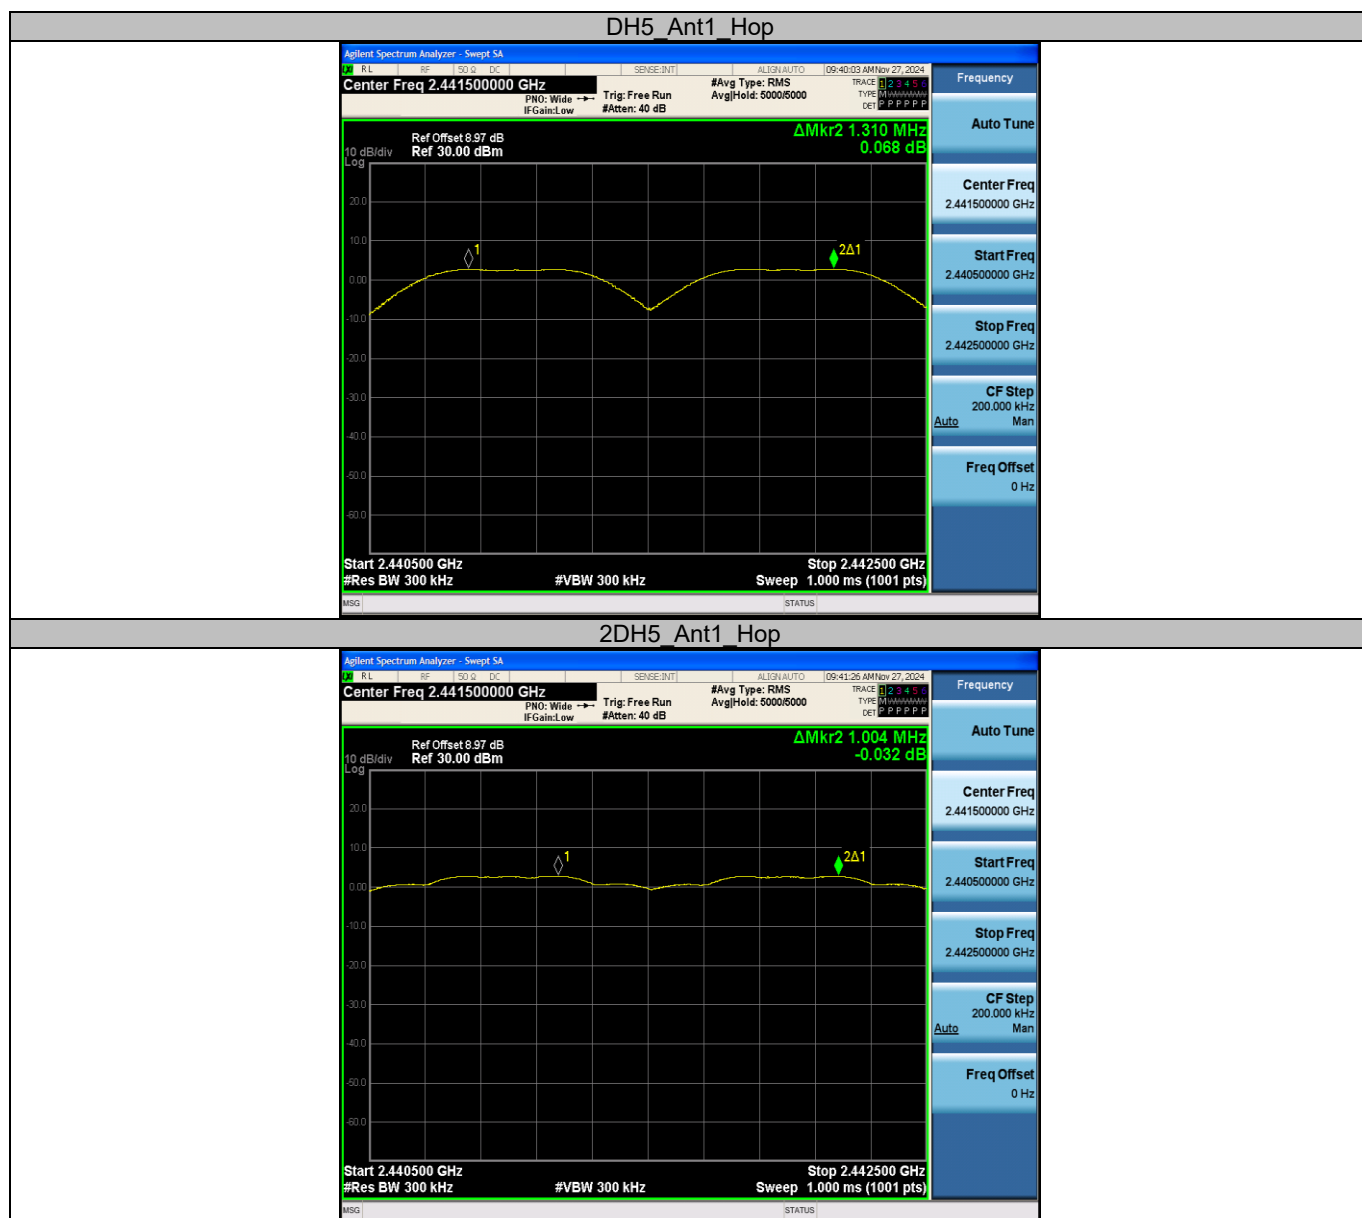 DH5_Ant1_Hop
Agilent Spectrum Analyzer - Swept SA
RL RF 50 Ω DC SENSE:INT ALIGN AUTO 09:40:03 AM Nov 27, 2024
Center Freq 2.441500000 GHz
PNO: Wide
IFGain:Low
Trig: Free Run
#Atten: 40 dB
#Avg Type: RMS
Avg|Hold: 5000/5000
TRACE 1 2 3 4 5 6
TYPE M
DET P P P P P P
Frequency
Auto Tune
Center Freq
2.441500000 GHz
Start Freq
2.440500000 GHz
Stop Freq
2.442500000 GHz
CF Step
200.000 kHz
Auto Man
Freq Offset
0 Hz
ΔMkr2 1.310 MHz
0.068 dB
Ref Offset 8.97 dB
10 dB/div Ref 30.00 dBm
Log
20.0
10.0
1
2Δ1
0.00
-10.0
-20.0
-30.0
-40.0
-50.0
-60.0
Start 2.440500 GHz Stop 2.442500 GHz
#Res BW 300 kHz #VBW 300 kHz Sweep 1.000 ms (1001 pts)
MSG STATUS
2DH5_Ant1_Hop
Agilent Spectrum Analyzer - Swept SA
RL RF 50 Ω DC SENSE:INT ALIGN AUTO 09:41:26 AM Nov 27, 2024
Center Freq 2.441500000 GHz
PNO: Wide
IFGain:Low
Trig: Free Run
#Atten: 40 dB
#Avg Type: RMS
Avg|Hold: 5000/5000
TRACE 1 2 3 4 5 6
TYPE M
DET P P P P P P
Frequency
Auto Tune
Center Freq
2.441500000 GHz
Start Freq
2.440500000 GHz
Stop Freq
2.442500000 GHz
CF Step
200.000 kHz
Auto Man
Freq Offset
0 Hz
ΔMkr2 1.004 MHz
-0.032 dB
Ref Offset 8.97 dB
10 dB/div Ref 30.00 dBm
Log
20.0
10.0
1
2Δ1
0.00
-10.0
-20.0
-30.0
-40.0
-50.0
-60.0
Start 2.440500 GHz Stop 2.442500 GHz
#Res BW 300 kHz #VBW 300 kHz Sweep 1.000 ms (1001 pts)
MSG STATUS